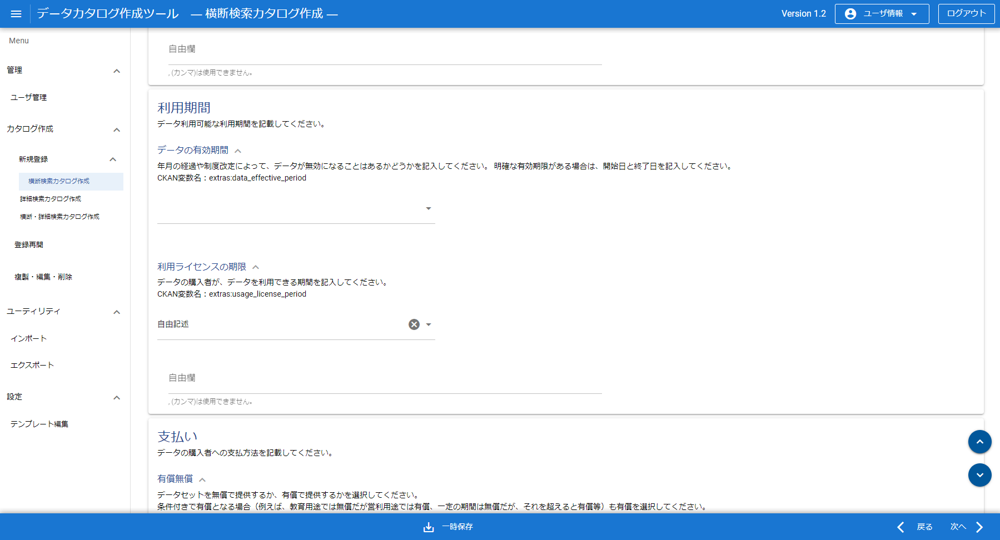 データカタログ作成ツール ― 横断検索カタログ作成 ―
Version 1.2
ユーザ情報
ログアウト
Menu
管理
ユーザ管理
カタログ作成
新規登録
横断検索カタログ作成
詳細検索カタログ作成
横断・詳細検索カタログ作成
登録再開
複製・編集・削除
ユーティリティ
インポート
エクスポート
設定
テンプレート編集
自由欄
, (カンマ)は使用できません。
利用期間
データ利用可能な利用期間を記載してください。
データの有効期間
年月の経過や制度改定によって、データが無効になることはあるかどうかを記入してください。 明確な有効期限がある場合は、開始日と終了日を記入してください。
CKAN変数名：extras:data_effective_period
利用ライセンスの期限
データの購入者が、データを利用できる期間を記入してください。
CKAN変数名：extras:usage_license_period
自由記述
自由欄
, (カンマ)は使用できません。
支払い
データの購入者への支払方法を記載してください。
有償無償
データセットを無償で提供するか、有償で提供するかを選択してください。
条件付きで有償となる場合（例えば、教育用途では無償だが営利用途では有償、一定の期間は無償だが、それを超えると有償等）も有償を選択してください。
一時保存
戻る
次へ